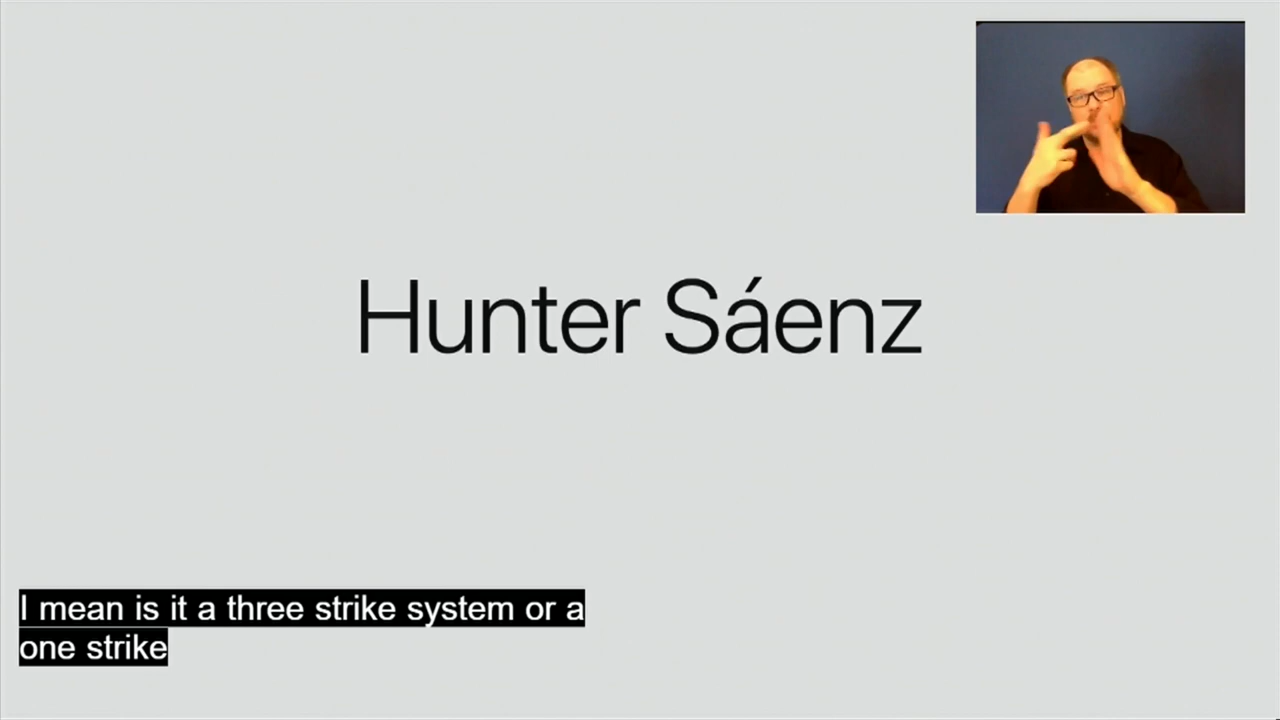 Hunter Sáenz
I mean is it a three strike system or a
one strike